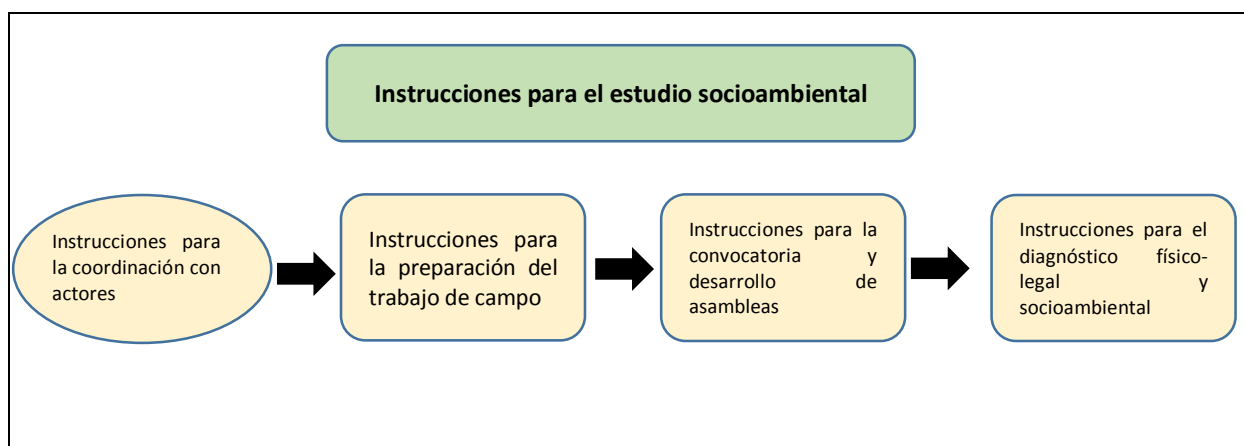 Instrucciones para el estudio socioambiental
Instrucciones para
la coordinación con
actores
Instrucciones para
la preparación del
trabajo de campo
Instrucciones para la
convocatoria y
desarrollo de
asambleas
Instrucciones para el
diagnóstico físico-
legal y
socioambiental